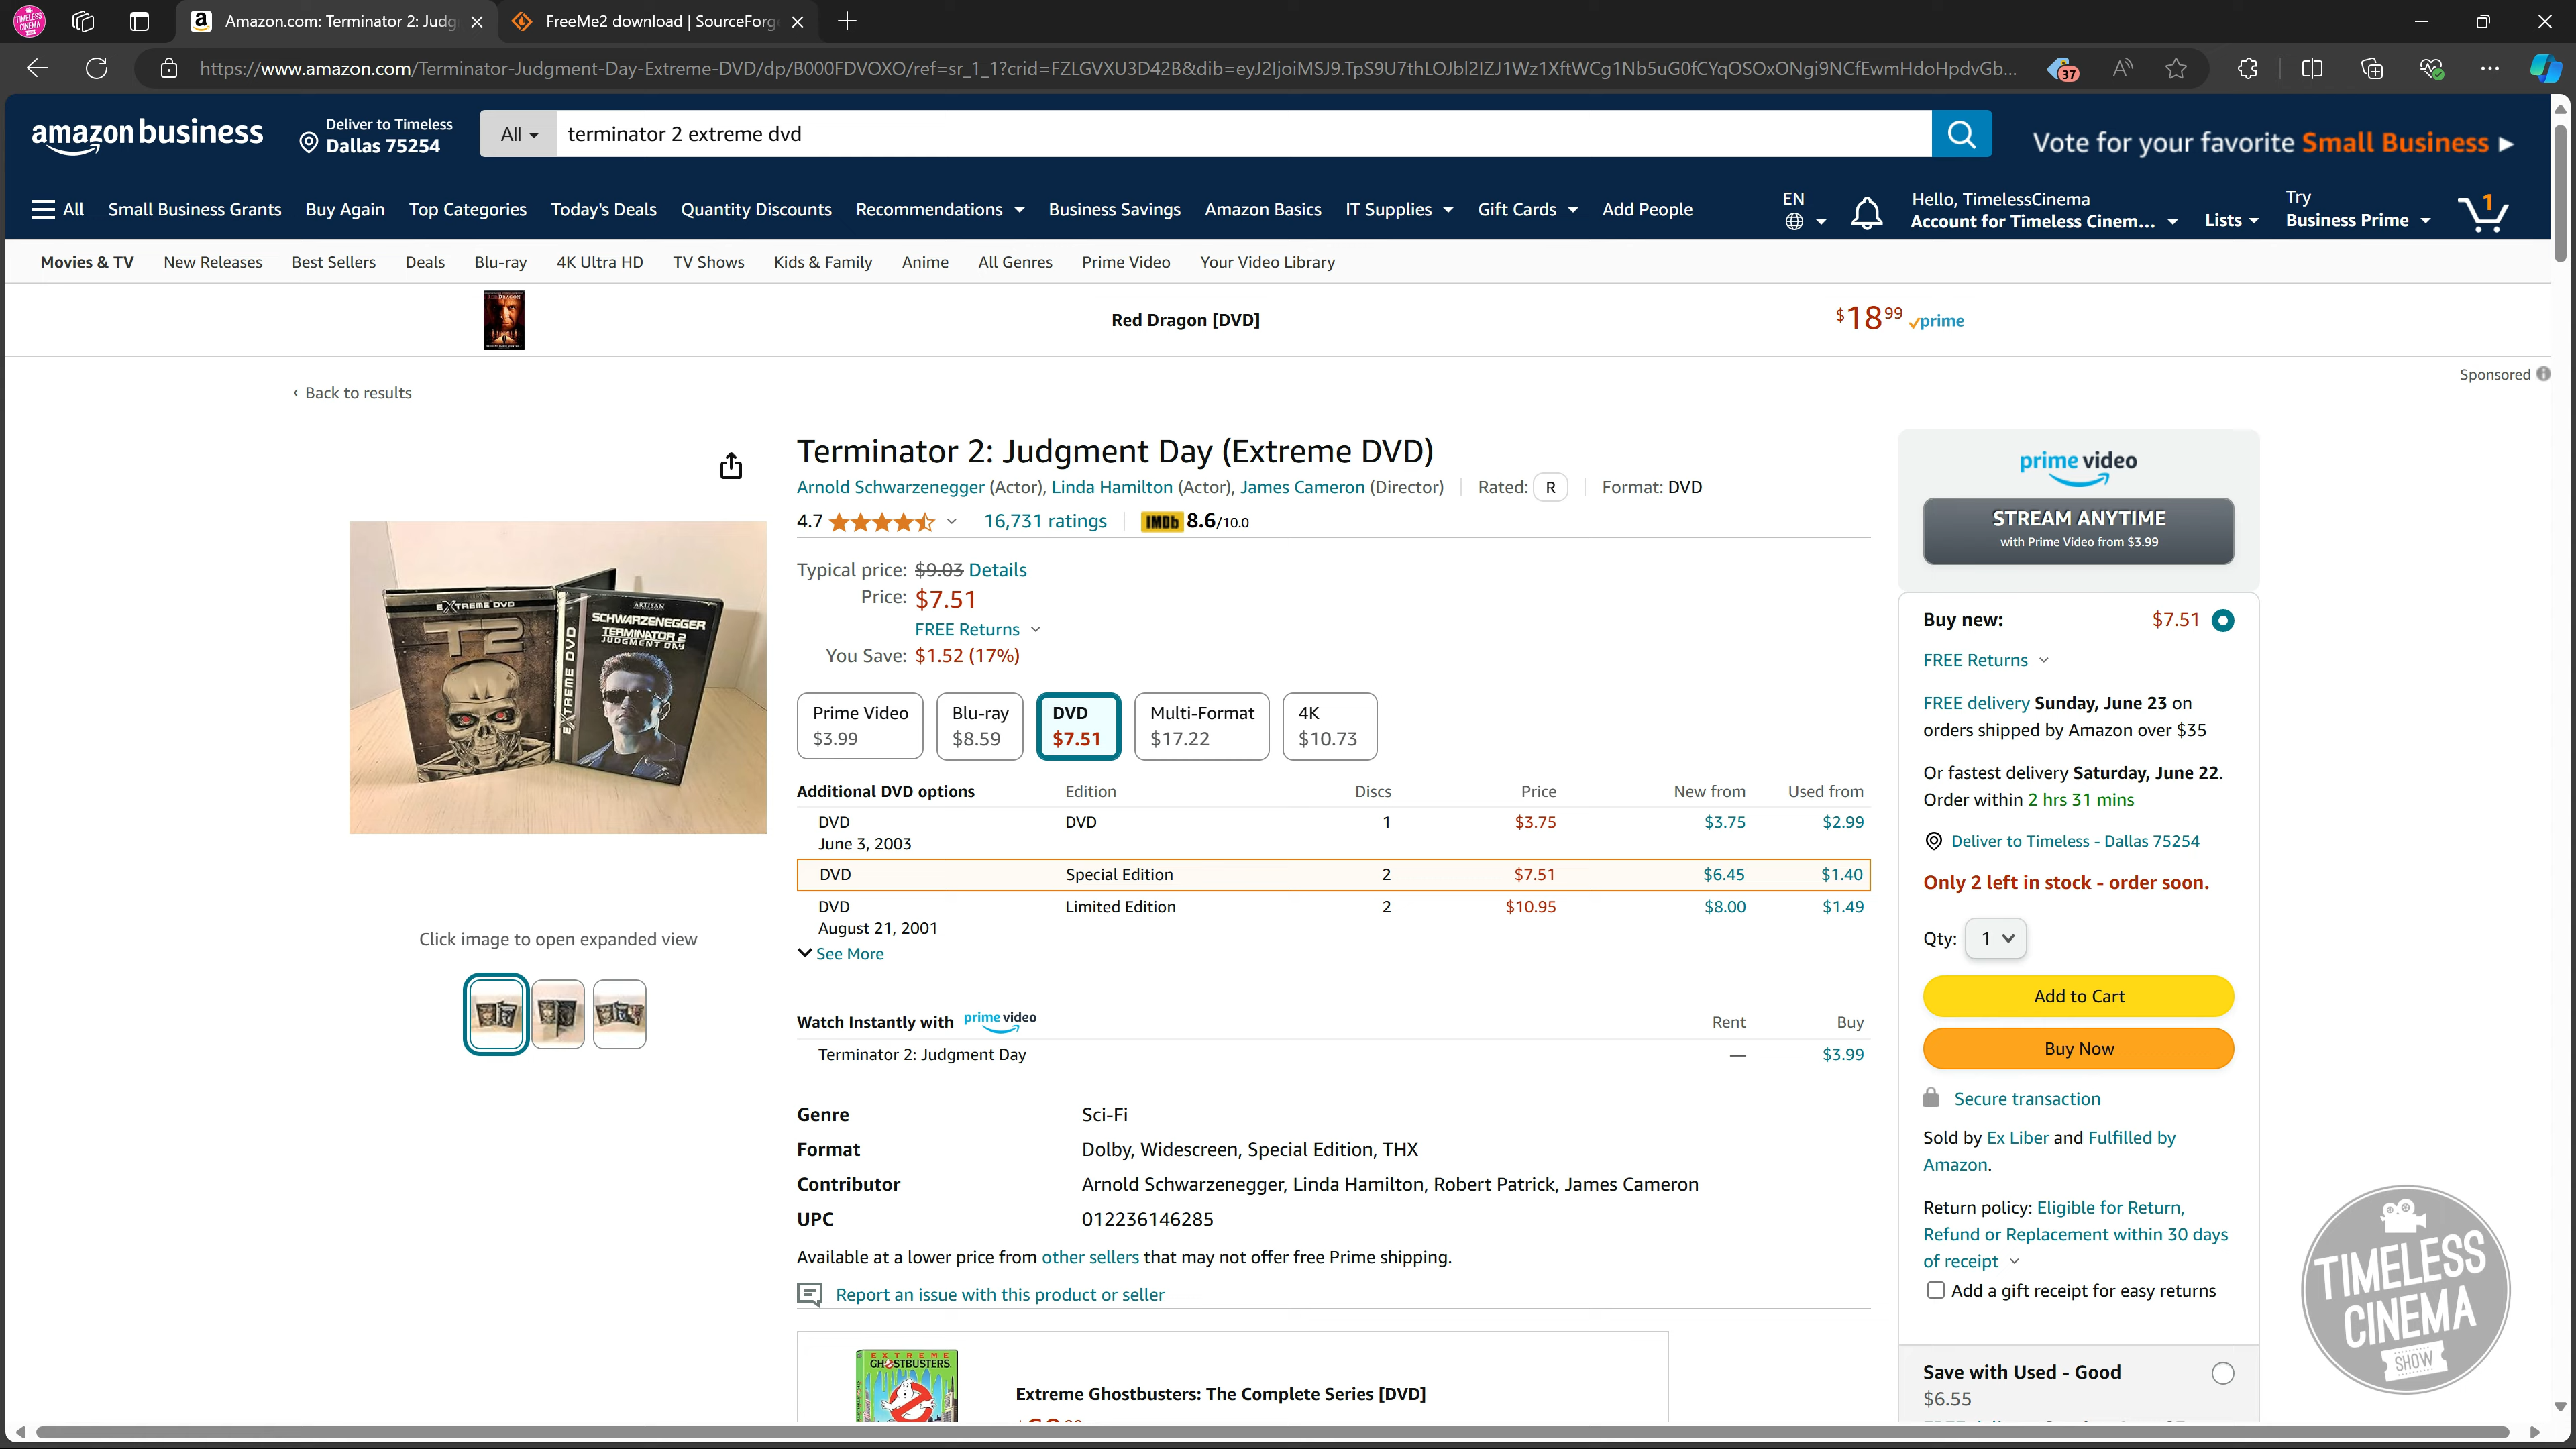 TIMELESS CINEMA
Amazon.com: Terminator 2: Judg
FreeMe2 download | SourceForg
https://www.amazon.com/Terminator-Judgment-Day-Extreme-DVD/dp/B000FDVOXO/ref=sr_1_1?crid=FZLGVXU3D42B&dib=eyJ2IjoiMSJ9.TpS9U7thLOJbl2IZJ1Wz1XftWCg1Nb5uG0fCYqOSOxONgi9NCfEwmHdoHpdvGb...
37
amazon business
Deliver to Timeless
Dallas 75254
All
terminator 2 extreme dvd
Vote for your favorite Small Business ▶
All
Small Business Grants
Buy Again
Top Categories
Today's Deals
Quantity Discounts
Recommendations
Business Savings
Amazon Basics
IT Supplies
Gift Cards
Add People
EN
Hello, TimelessCinema
Account for Timeless Cinem...
Lists
Try
Business Prime
1
Movies & TV
New Releases
Best Sellers
Deals
Blu-ray
4K Ultra HD
TV Shows
Kids & Family
Anime
All Genres
Prime Video
Your Video Library
RED DRAGON
Red Dragon [DVD]
$18.99 prime
Sponsored
‹ Back to results
EXTREME DVD
T2
EXTREME DVD
ARTISAN
SCHWARZENEGGER
TERMINATOR 2
JUDGMENT DAY
Click image to open expanded view
Terminator 2: Judgment Day (Extreme DVD)
Arnold Schwarzenegger (Actor), Linda Hamilton (Actor), James Cameron (Director)
Rated: R
Format: DVD
4.7
16,731 ratings
IMDb 8.6/10.0
Typical price: $9.03 Details
Price: $7.51
FREE Returns
You Save: $1.52 (17%)
Prime Video
$3.99
Blu-ray
$8.59
DVD
$7.51
Multi-Format
$17.22
4K
$10.73
Additional DVD options Edition Discs Price New from Used from
DVD DVD 1 $3.75 $3.75 $2.99
June 3, 2003
DVD Special Edition 2 $7.51 $6.45 $1.40
DVD Limited Edition 2 $10.95 $8.00 $1.49
August 21, 2001
See More
Watch Instantly with prime video Rent Buy
Terminator 2: Judgment Day — $3.99
Genre Sci-Fi
Format Dolby, Widescreen, Special Edition, THX
Contributor Arnold Schwarzenegger, Linda Hamilton, Robert Patrick, James Cameron
UPC 012236146285
Available at a lower price from other sellers that may not offer free Prime shipping.
Report an issue with this product or seller
EXTREME
GHOSTBUSTERS
Extreme Ghostbusters: The Complete Series [DVD]
prime video
STREAM ANYTIME
with Prime Video from $3.99
Buy new: $7.51
FREE Returns
FREE delivery Sunday, June 23 on
orders shipped by Amazon over $35
Or fastest delivery Saturday, June 22.
Order within 2 hrs 31 mins
Deliver to Timeless - Dallas 75254
Only 2 left in stock - order soon.
Qty: 1
Add to Cart
Buy Now
Secure transaction
Sold by Ex Liber and Fulfilled by
Amazon.
Return policy: Eligible for Return,
Refund or Replacement within 30 days
of receipt
Add a gift receipt for easy returns
Save with Used - Good
$6.55
TIMELESS
CINEMA
SHOW